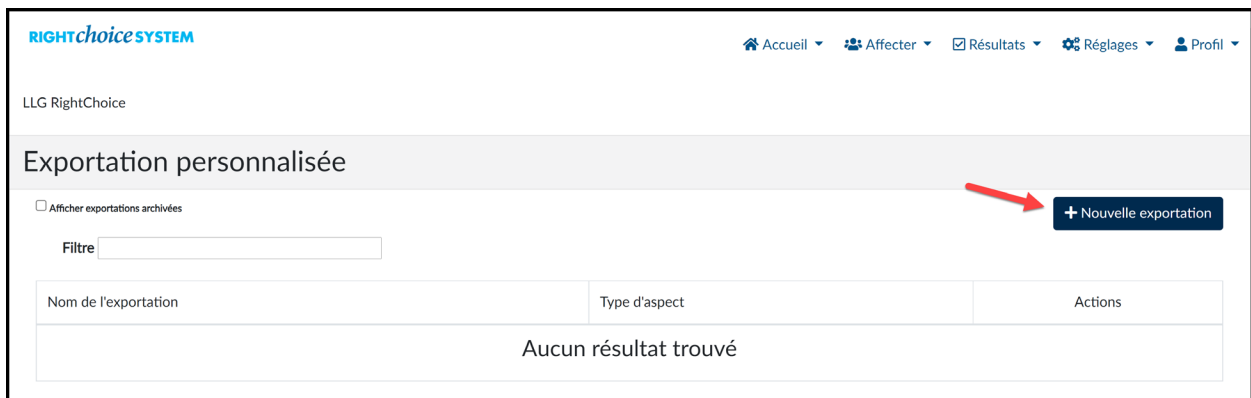 RIGHTchoice SYSTEM
Accueil Affecter Résultats Réglages Profil
LLG RightChoice
Exportation personnalisée
Afficher exportations archivées
+ Nouvelle exportation
Filtre
Nom de l'exportation Type d'aspect Actions
Aucun résultat trouvé